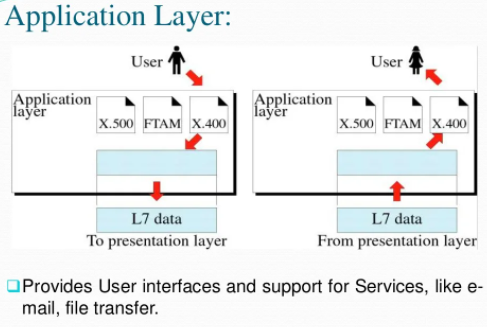 Application Layer:
User
User
Application
layer
X.500 FTAM X.400
Application
layer
X.500 FTAM X.400
L7 data
To presentation layer
L7 data
From presentation layer
Provides User interfaces and support for Services, like e-
mail, file transfer.